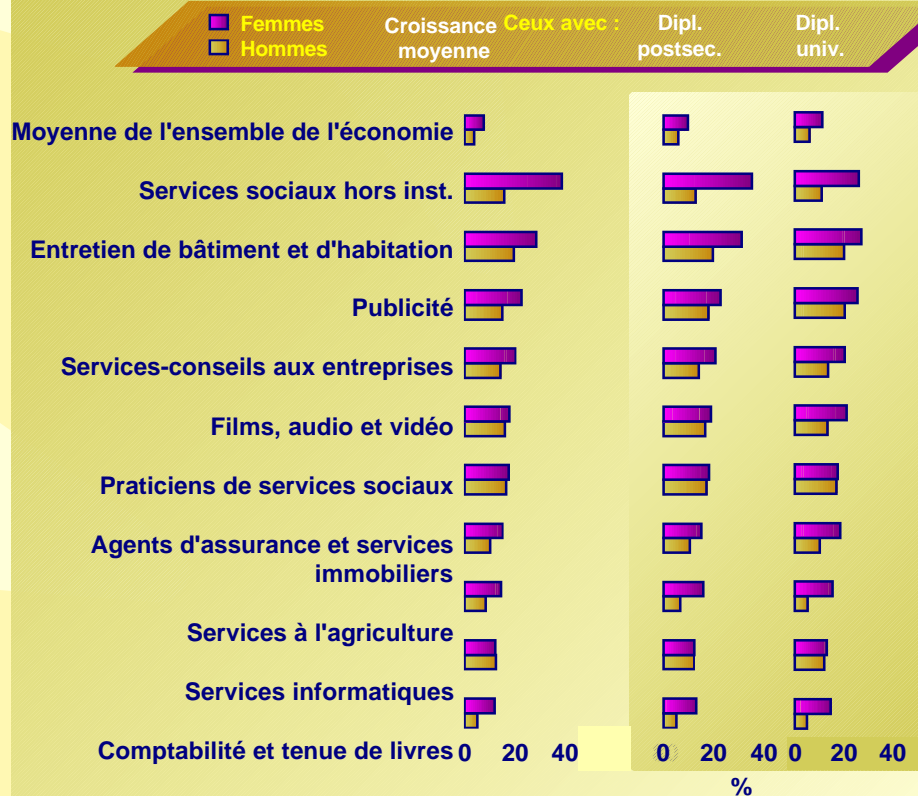 Femmes
Hommes
Croissance
moyenne
Ceux avec :
Dipl.
postsec.
Dipl.
univ.
Moyenne de l'ensemble de l'économie
Services sociaux hors inst.
Entretien de bâtiment et d'habitation
Publicité
Services-conseils aux entreprises
Films, audio et vidéo
Praticiens de services sociaux
Agents d'assurance et services
immobiliers
Services à l'agriculture
Services informatiques
Comptabilité et tenue de livres
0 20 40
0 20 40
0 20 40
%